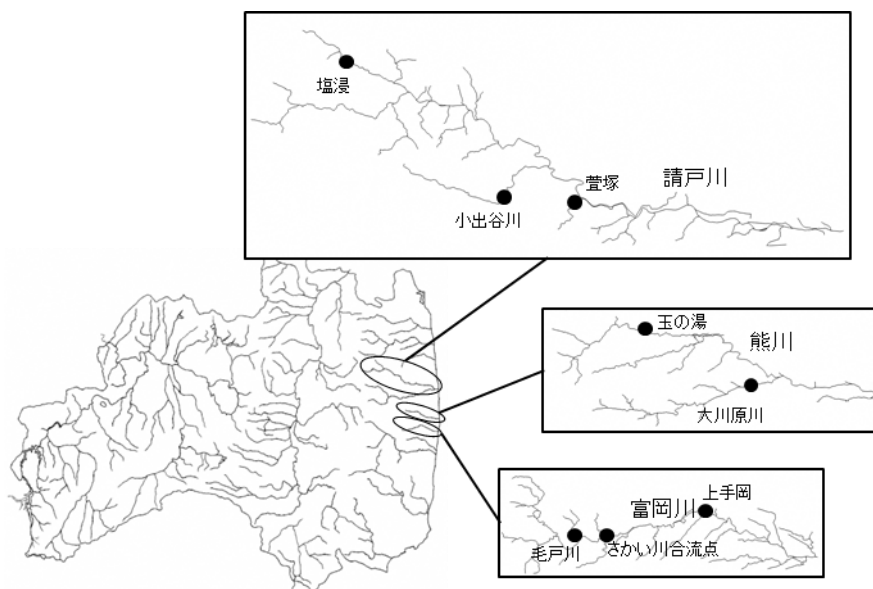 塩浸
萱塚
請戸川
小出谷川
玉の湯
熊川
大川原川
上手岡
富岡川
毛戸川
さかい川合流点